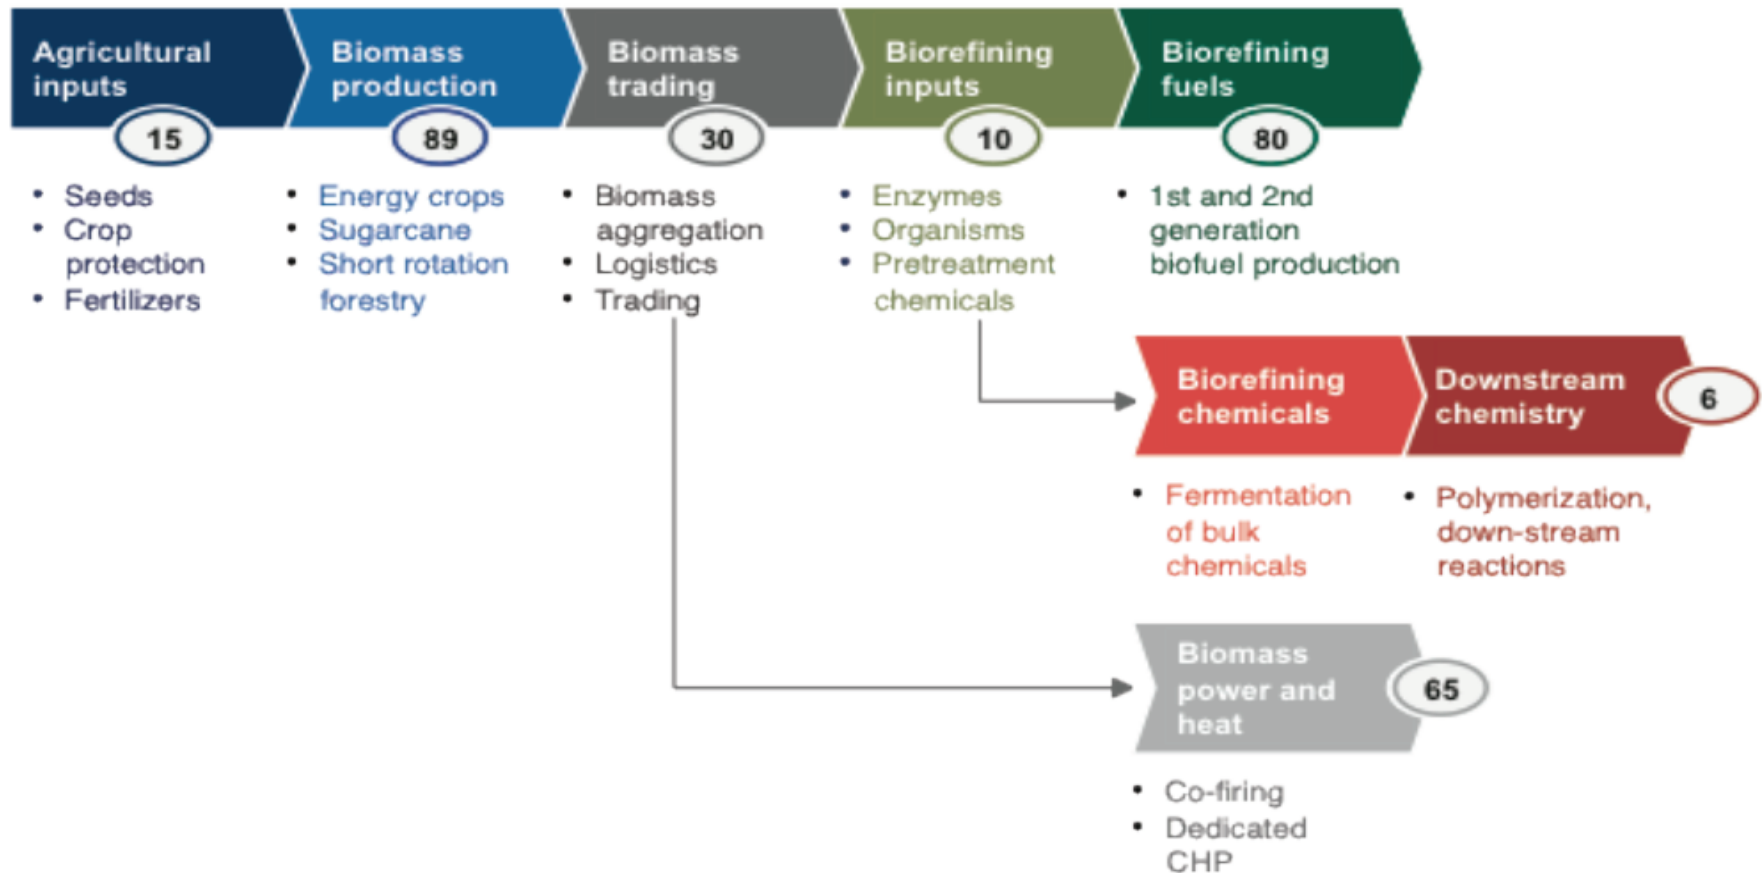 Agricultural
inputs
15
• Seeds
• Crop
protection
• Fertilizers
Biomass
production
89
• Energy crops
• Sugarcane
• Short rotation
forestry
Biomass
trading
30
• Biomass
aggregation
• Logistics
• Trading
Biorefining
inputs
10
• Enzymes
• Organisms
• Pretreatment
chemicals
Biorefining
fuels
80
• 1st and 2nd
generation
biofuel production
Biorefining
chemicals
• Fermentation
of bulk
chemicals
Downstream
chemistry
6
• Polymerization,
down-stream
reactions
Biomass
power and
heat
65
• Co-firing
• Dedicated
CHP